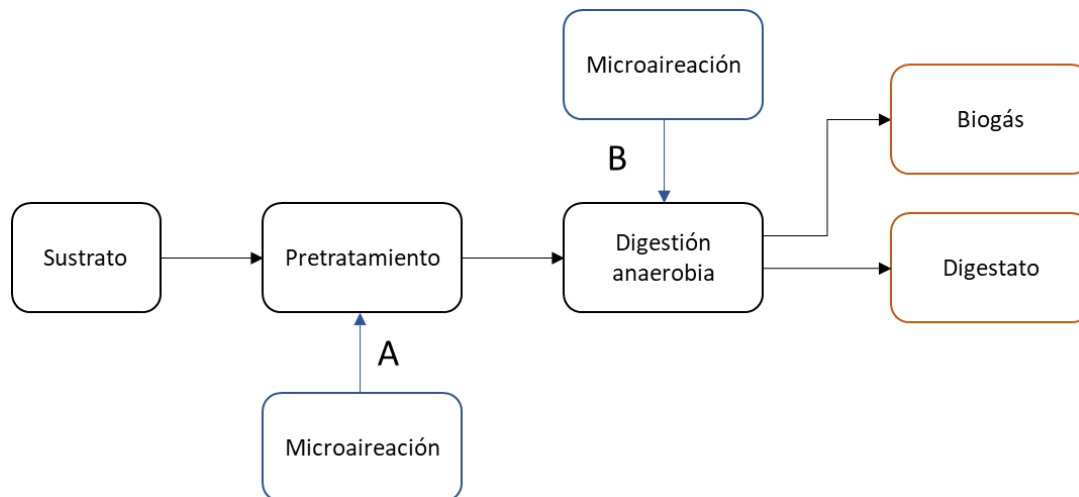 Microaireación
Biogás
B
Sustrato
Pretratamiento
Digestión
anaerobia
Digestato
A
Microaireación